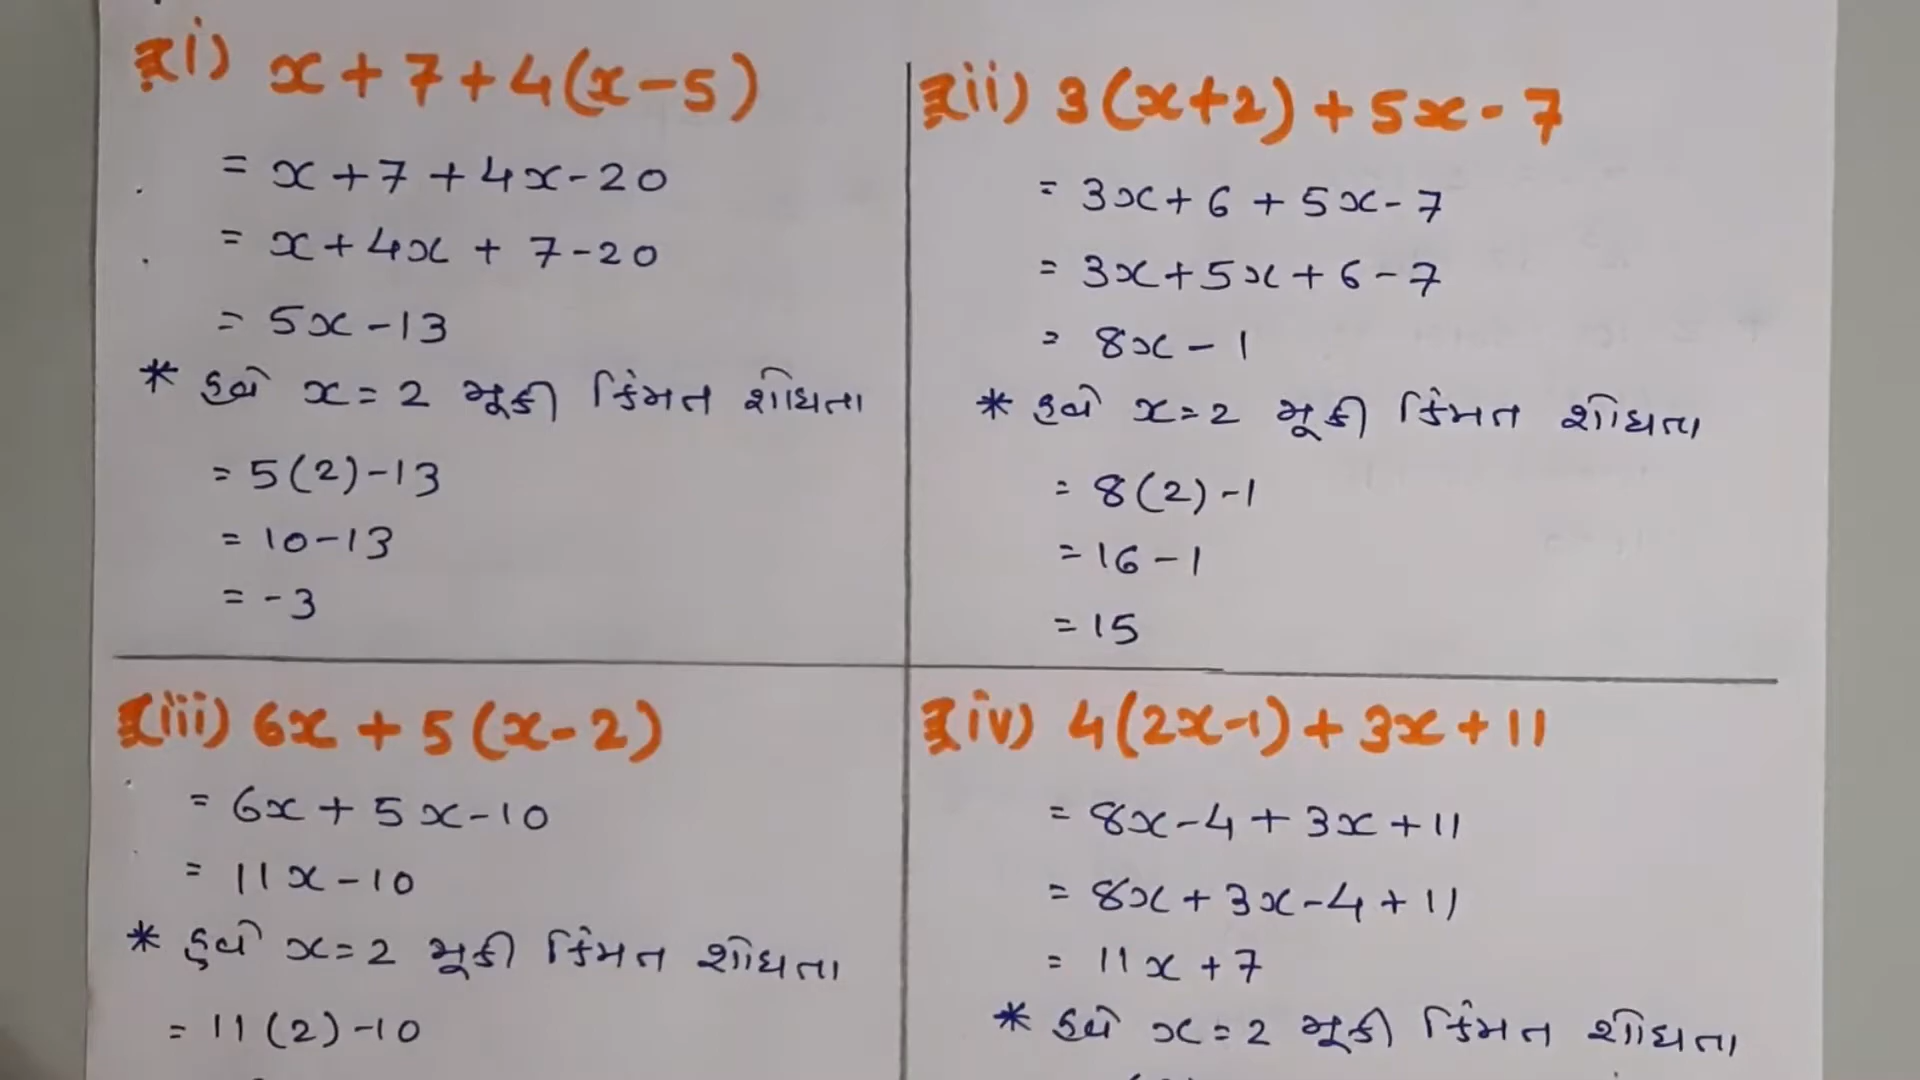 (i) x + 7 + 4(x - 5)
= x + 7 + 4x - 20
= x + 4x + 7 - 20
= 5x - 13
* હવે x = 2 મૂકી કિંમત શોધતા
= 5(2) - 13
= 10 - 13
= -3
(ii) 3(x + 2) + 5x - 7
= 3x + 6 + 5x - 7
= 3x + 5x + 6 - 7
= 8x - 1
* હવે x = 2 મૂકી કિંમત શોધતા
= 8(2) - 1
= 16 - 1
= 15
(iii) 6x + 5(x - 2)
= 6x + 5x - 10
= 11x - 10
* હવે x = 2 મૂકી કિંમત શોધતા
= 11(2) - 10
(iv) 4(2x - 1) + 3x + 11
= 8x - 4 + 3x + 11
= 8x + 3x - 4 + 11
= 11x + 7
* હવે x = 2 મૂકી કિંમત શોધતા